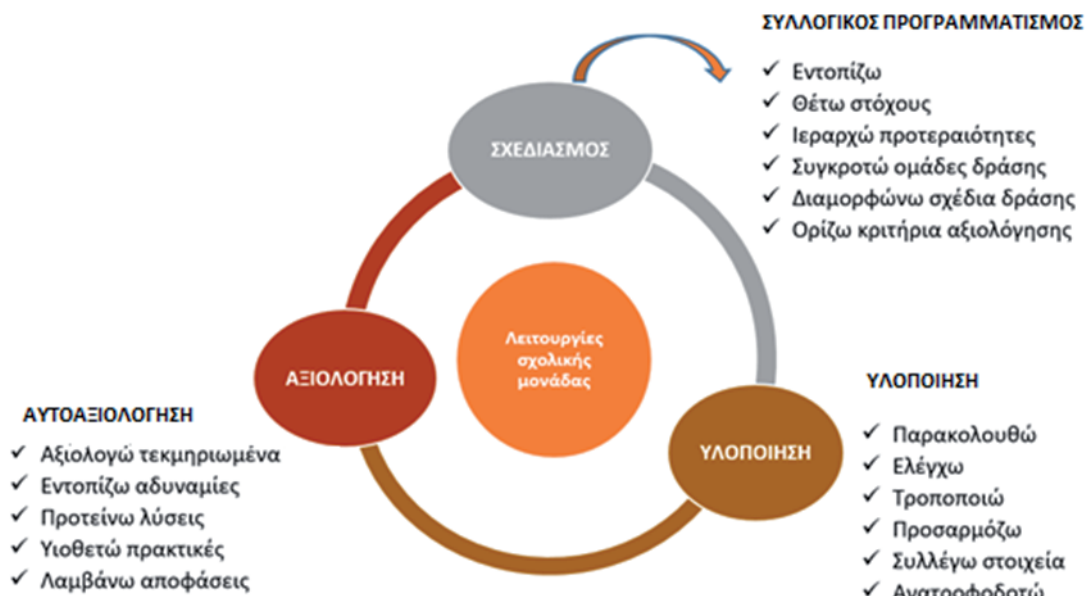 ΣΥΛΛΟΓΙΚΟΣ ΠΡΟΓΡΑΜΜΑΤΙΣΜΟΣ
✓ Εντοπίζω
✓ Θέτω στόχους
✓ Ιεραρχώ προτεραιότητες
✓ Συγκροτώ ομάδες δράσης
✓ Διαμορφώνω σχέδια δράσης
✓ Ορίζω κριτήρια αξιολόγησης
ΣΧΕΔΙΑΣΜΟΣ
Λειτουργίες
σχολικής
μονάδας
ΑΞΙΟΛΟΓΗΣΗ
ΥΛΟΠΟΙΗΣΗ
ΥΛΟΠΟΙΗΣΗ
✓ Παρακολουθώ
✓ Ελέγχω
✓ Τροποποιώ
✓ Προσαρμόζω
✓ Συλλέγω στοιχεία
✓ Ανατροφοδοτώ
ΑΥΤΟΑΞΙΟΛΟΓΗΣΗ
✓ Αξιολογώ τεκμηριωμένα
✓ Εντοπίζω αδυναμίες
✓ Προτείνω λύσεις
✓ Υιοθετώ πρακτικές
✓ Λαμβάνω αποφάσεις